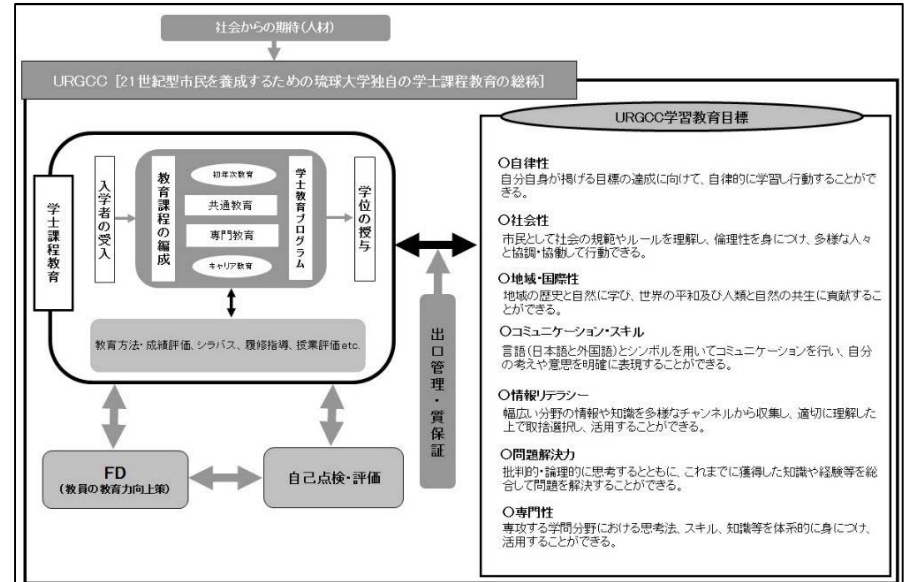 社会からの期待(人材)
URGCC [21世紀型市民を養成するための琉球大学独自の学士課程教育の総称]
学士課程教育
入学者の受入
教育課程の編成
初年次教育
共通教育
専門教育
キャリア教育
学士教育プログラム
学位の授与
教育方法・成績評価、シラバス、履修指導、授業評価etc.
FD
(教員の教育力向上策)
自己点検・評価
出口管理・質保証
URGCC学習教育目標
○自律性
自分自身が掲げる目標の達成に向けて、自律的に学習し行動することがで
きる。
○社会性
市民として社会の規範やルールを理解し、倫理性を身につけ、多様な人々
と協調・協働して行動できる。
○地域・国際性
地域の歴史と自然に学び、世界の平和及び人類と自然の共生に貢献するこ
とができる。
○コミュニケーション・スキル
言語(日本語と外国語)とシンボルを用いてコミュニケーションを行い、自分
の考えや意思を明確に表現することができる。
○情報リテラシー
幅広い分野の情報や知識を多様なチャンネルから収集し、適切に理解した
上で取捨選択し、活用することができる。
○問題解決力
批判的・論理的に思考するとともに、これまでに獲得した知識や経験等を総
合して問題を解決することができる。
○専門性
専攻する学問分野における思考法、スキル、知識等を体系的に身につけ、
活用することができる。